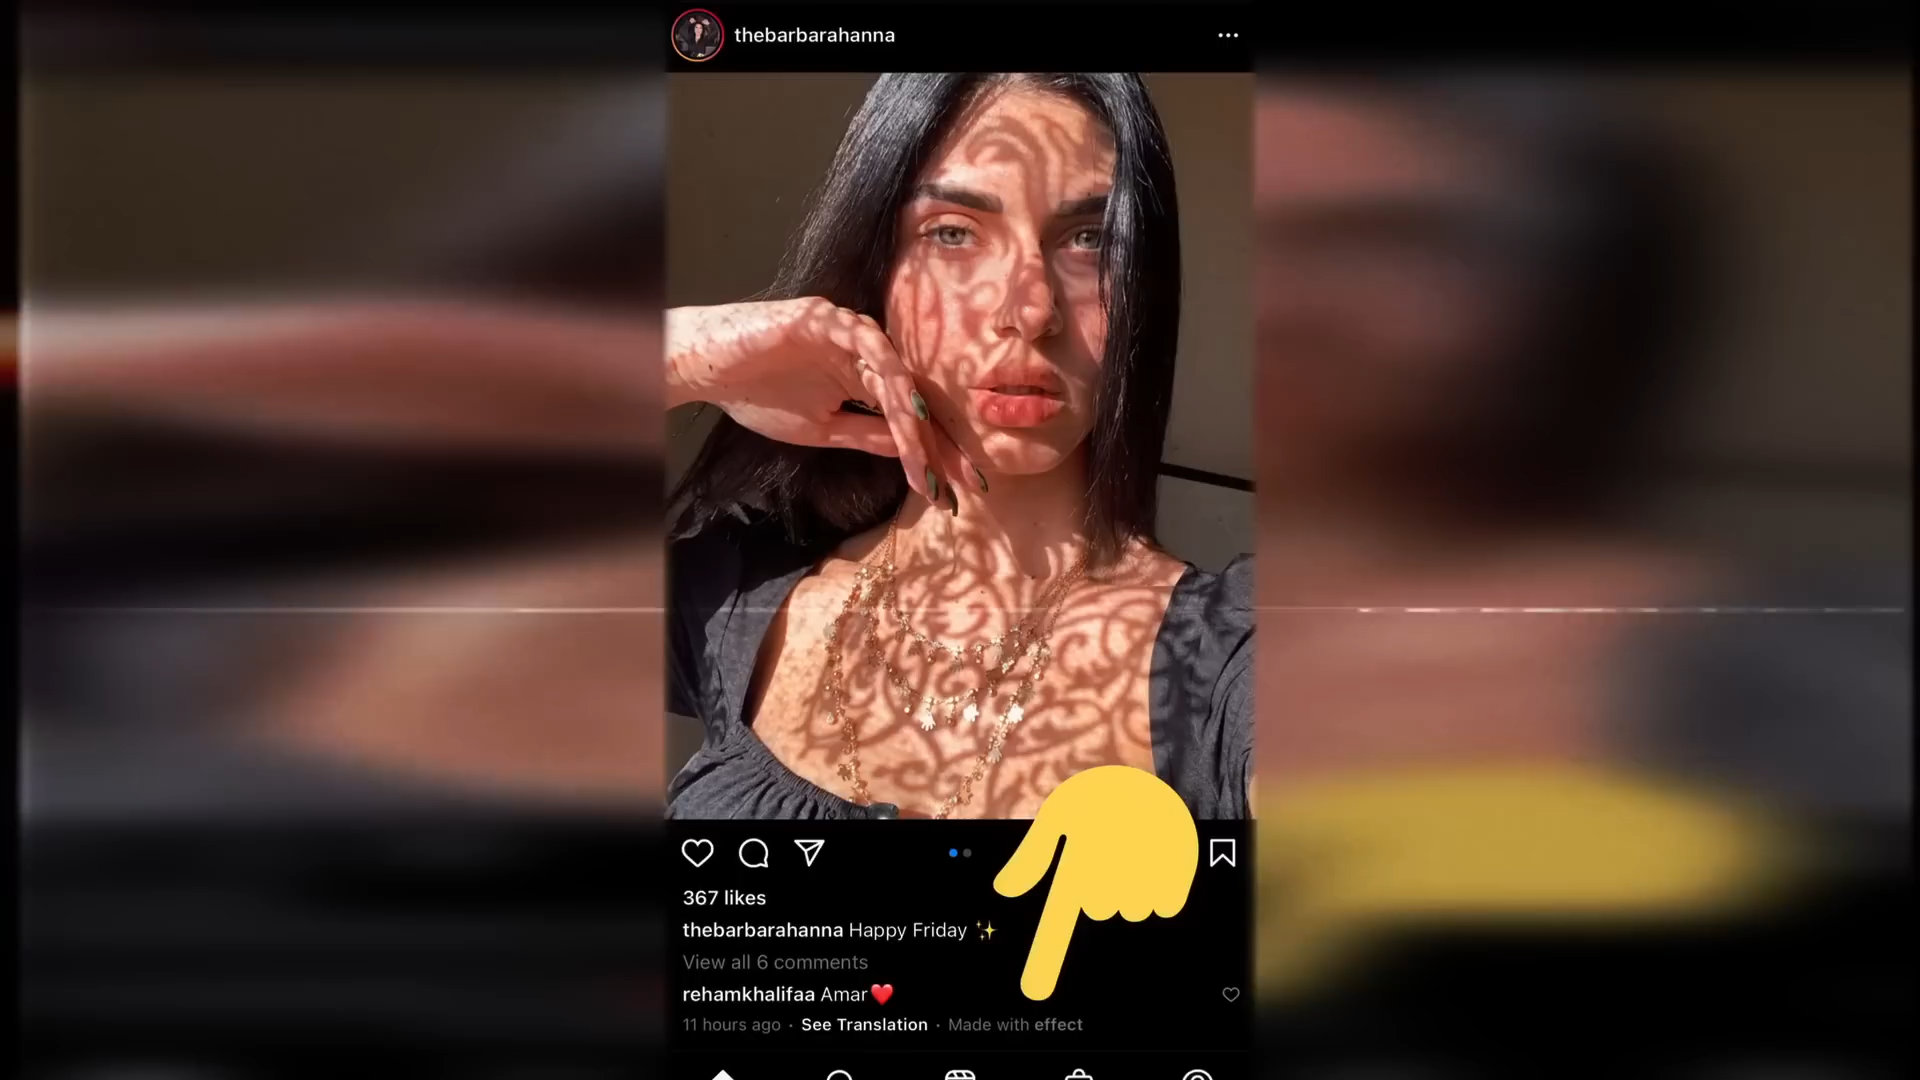 thebarbarahanna
367 likes
thebarbarahanna Happy Friday ✨
View all 6 comments
rehamkhalifaa Amar❤️
11 hours ago · See Translation · Made with effect